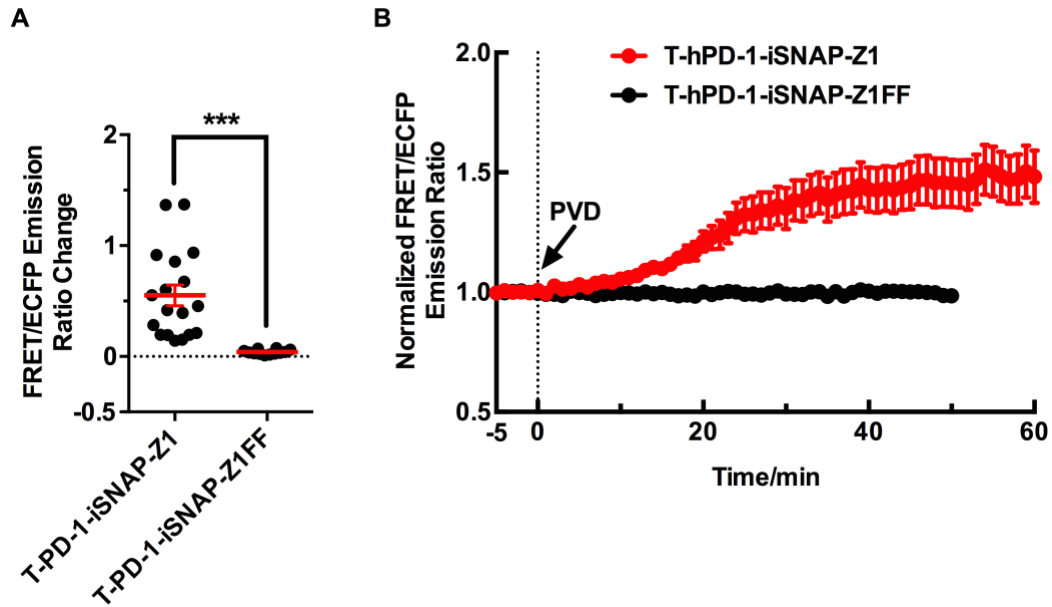 A
FRET/ECFP Emission
Ratio Change
2
1
0
-0.5
***
T-PD-1-iSNAP-Z1
T-PD-1-iSNAP-Z1FF
B
Normalized FRET/ECFP
Emission Ratio
2.0
1.5
1.0
0.5
T-hPD-1-iSNAP-Z1
T-hPD-1-iSNAP-Z1FF
PVD
-5
0
20
40
60
Time/min